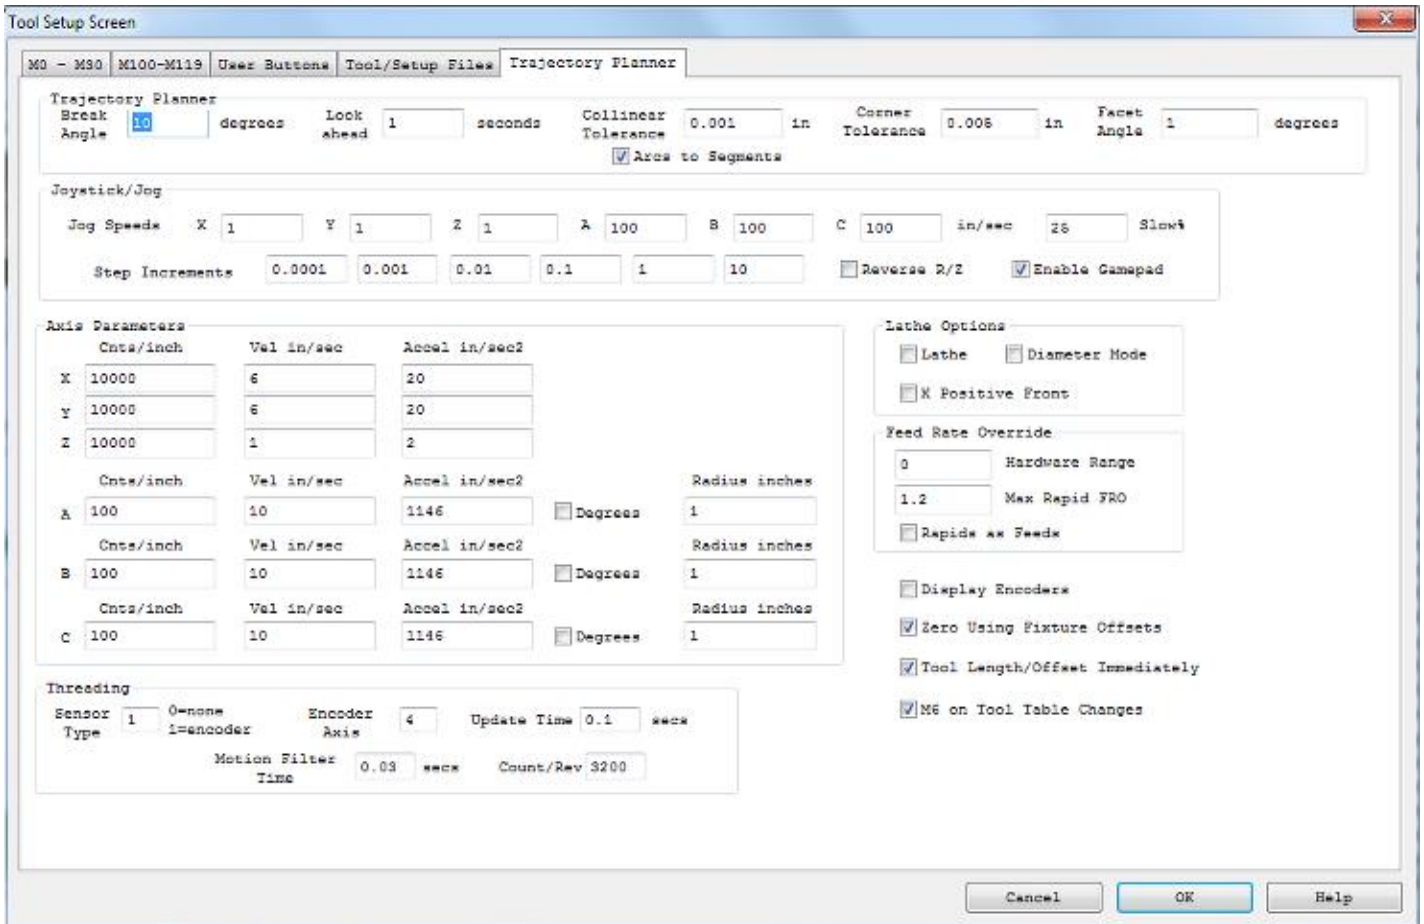 Tool Setup Screen
M0 - M30 M100-M119 User Buttons Tool/Setup Files Trajectory Planner
Trajectory Planner
Break Angle 10 degrees Look ahead 1 seconds Collinear Tolerance 0.001 in Corner Tolerance 0.005 in Facet Angle 1 degrees
Arcs to Segments
Joystick/Jog
Jog Speeds X 1 Y 1 Z 1 A 100 B 100 C 100 in/sec 25 Slow%
Step Increments 0.0001 0.001 0.01 0.1 1 10 Reverse R/Z Enable Gamepad
Axis Parameters
Cnts/inch Vel in/sec Accel in/sec2
X 10000 6 20
Y 10000 6 20
Z 10000 1 2
Cnts/inch Vel in/sec Accel in/sec2 Radius inches
A 100 10 1146 Degrees 1
Cnts/inch Vel in/sec Accel in/sec2 Radius inches
B 100 10 1146 Degrees 1
Cnts/inch Vel in/sec Accel in/sec2 Radius inches
C 100 10 1146 Degrees 1
Lathe Options
Lathe Diameter Mode
X Positive Front
Feed Rate Override
0 Hardware Range
1.2 Max Rapid FRO
Rapids as Feeds
Display Encoders
Zero Using Fixture Offsets
Tool Length/Offset Immediately
M6 on Tool Table Changes
Threading
Sensor Type 1 0=none 1=encoder Encoder Axis 4 Update Time 0.1 secs
Motion Filter Time 0.03 secs Count/Rev 3200
Cancel OK Help